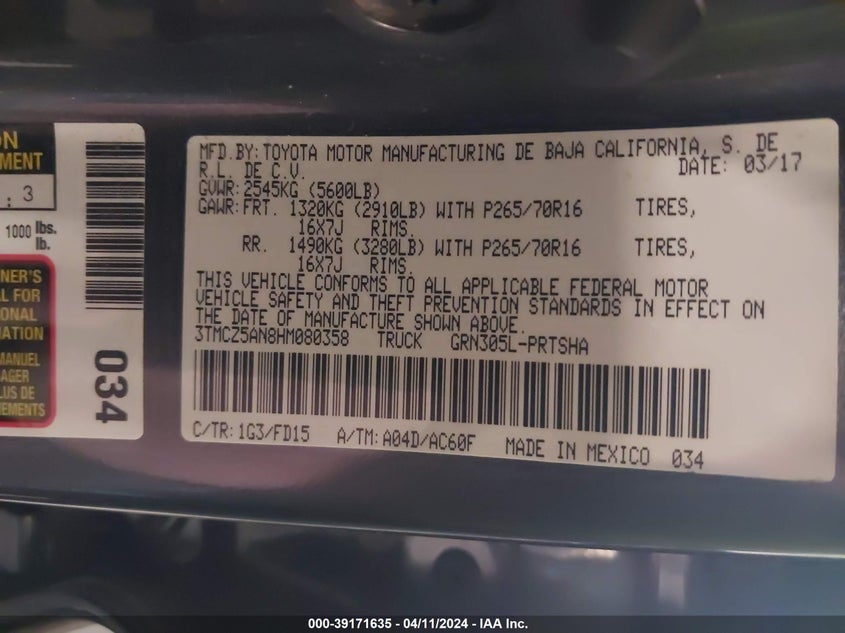 ON
MENT
. 3
1000 lbs.
lb.
NER'S
L FOR
ONAL
ATION
MANUEL
AGER
LUS DE
NEMENTS
034
MFD.BY:TOYOTA MOTOR MANUFACTURING DE BAJA CALIFORNIA, S. DE
R.L. DE C.V. DATE: 03/17
GVWR:2545KG (5600LB)
GAWR:FRT. 1320KG (2910LB) WITH P265/70R16 TIRES,
16X7J RIMS.
RR. 1490KG (3280LB) WITH P265/70R16 TIRES,
16X7J RIMS.
THIS VEHICLE CONFORMS TO ALL APPLICABLE FEDERAL MOTOR
VEHICLE SAFETY AND THEFT PREVENTION STANDARDS IN EFFECT ON
THE DATE OF MANUFACTURE SHOWN ABOVE.
3TMCZ5AN8HM080358 TRUCK GRN305L-PRTSHA
C/TR:1G3/FD15 A/TM:A04D/AC60F MADE IN MEXICO 034
000-39171635 - 04/11/2024 - IAA Inc.